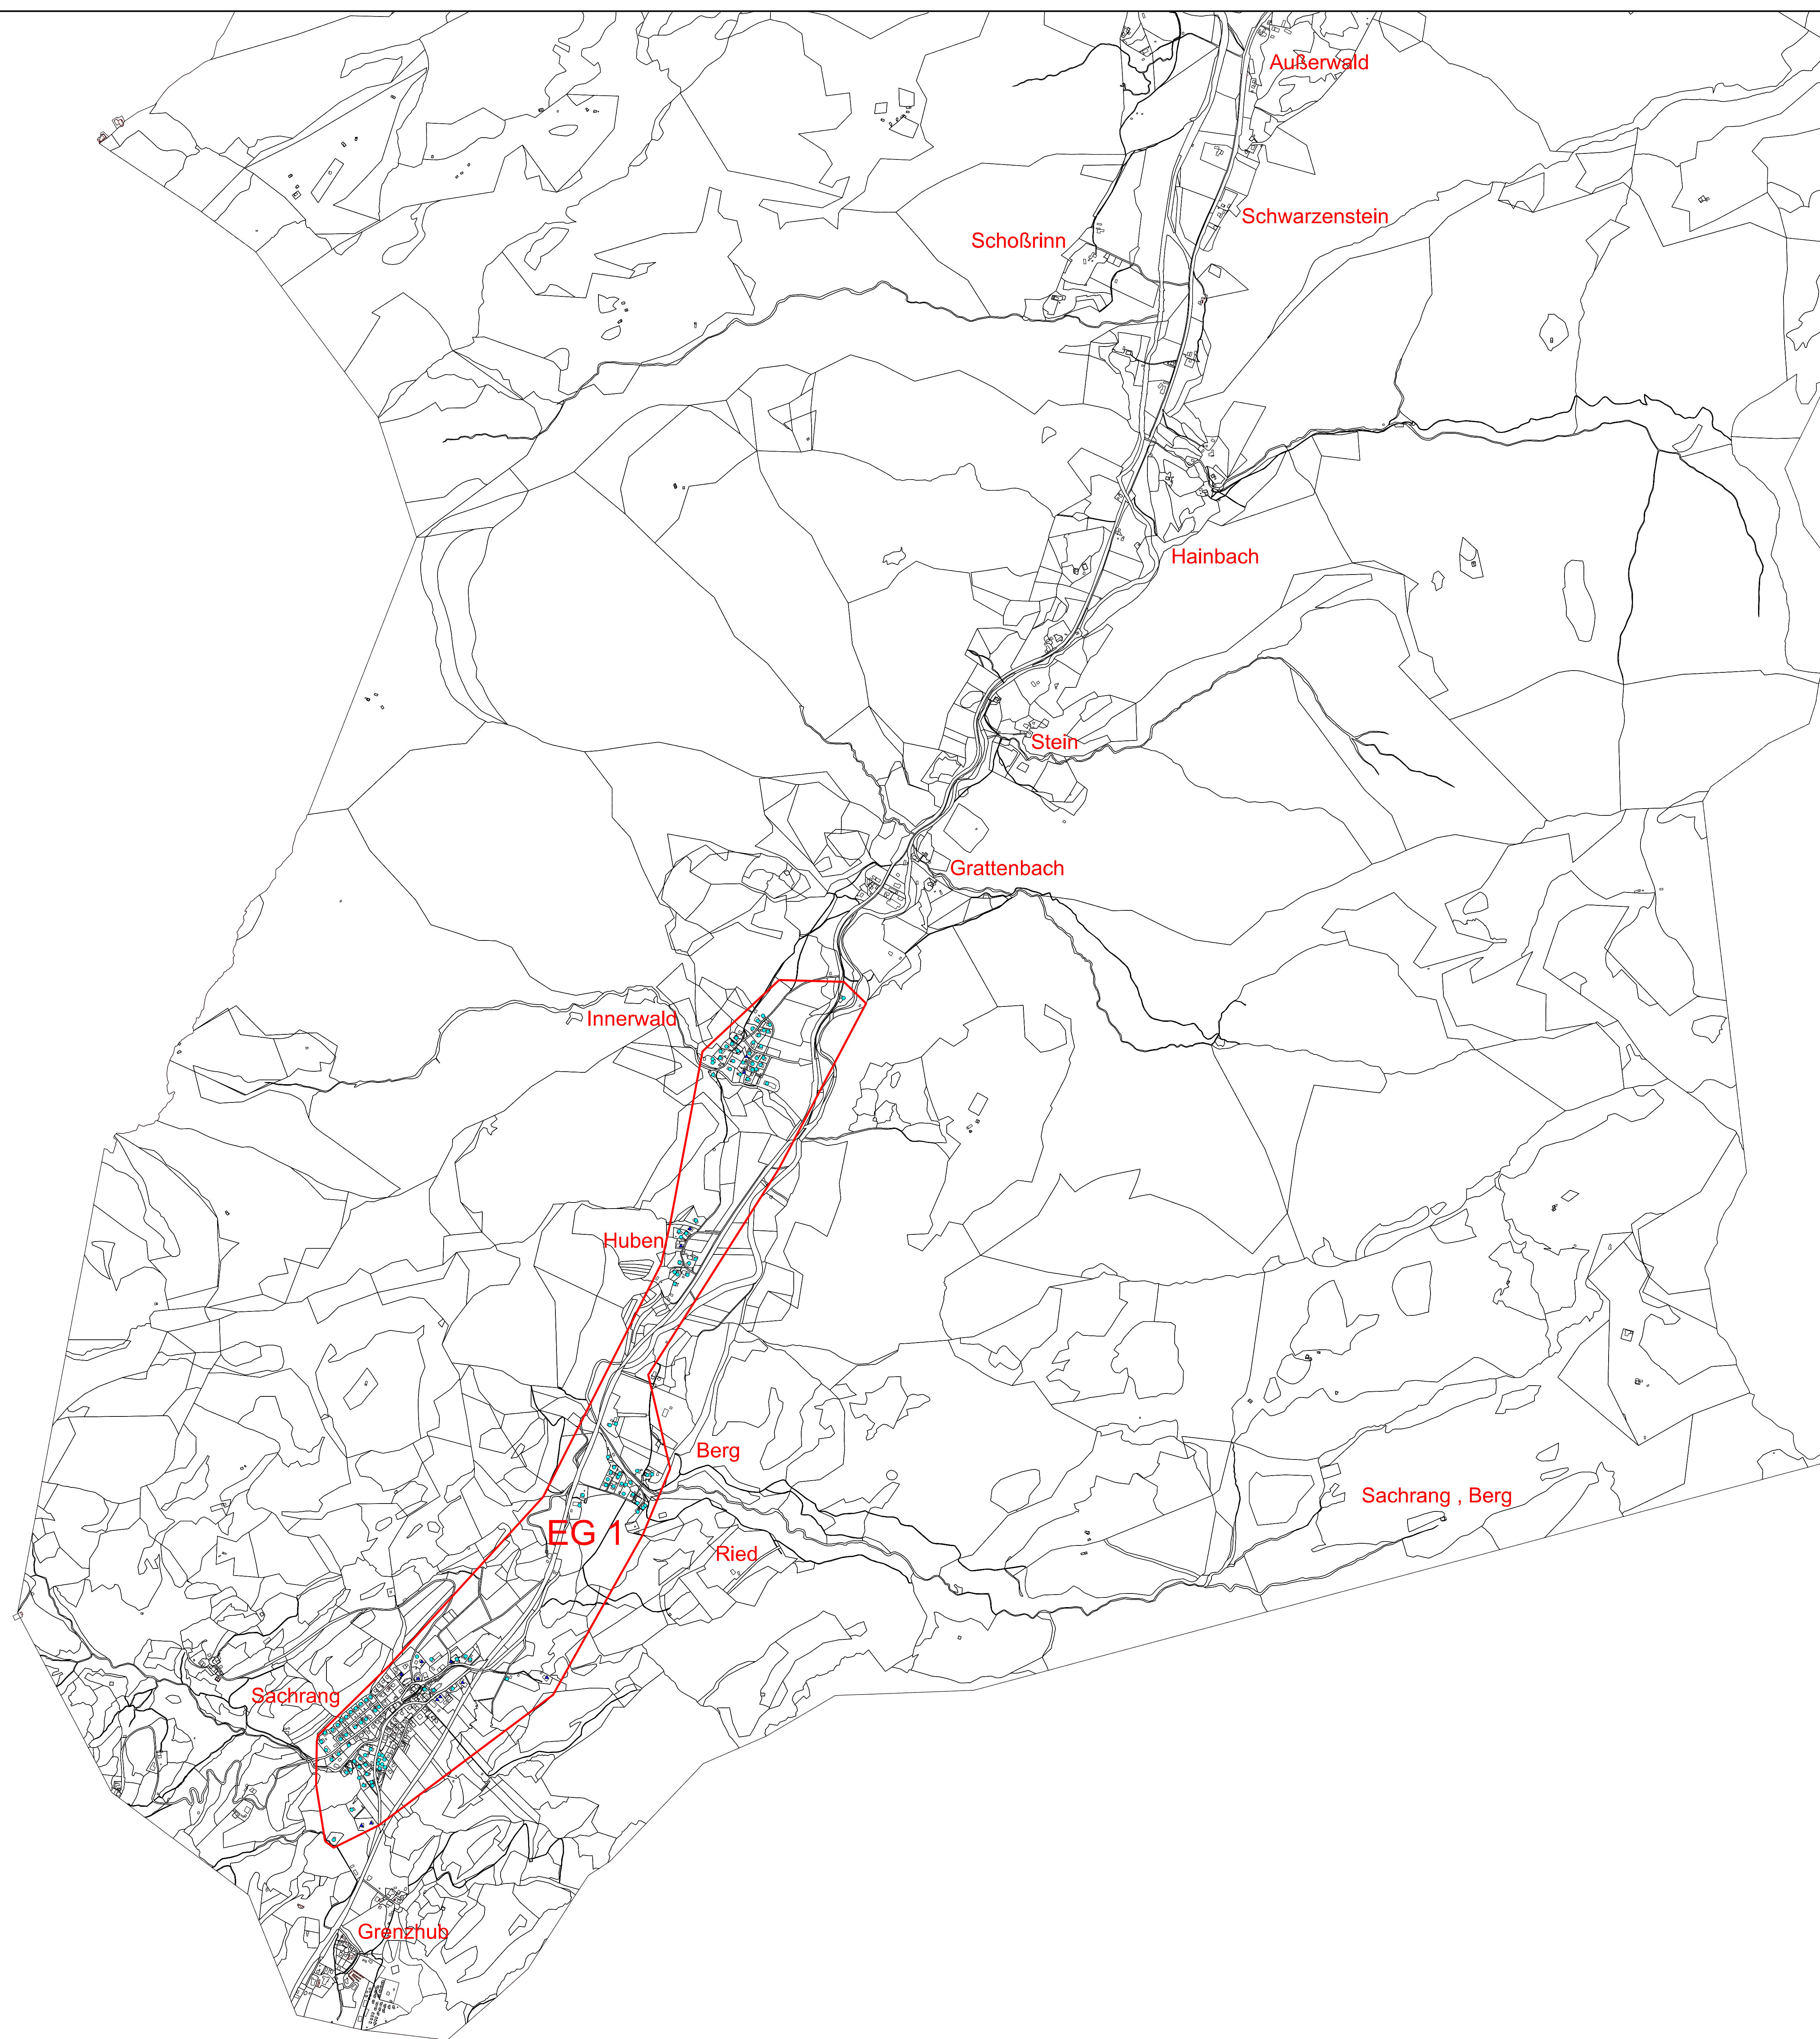 Außerwald
Schwarzenstein
Schoßrinn
Hainbach
Stein
Grattenbach
Innerwald
Huben
Berg
Sachrang , Berg
EG 1
Ried
Sachrang
Grenzhub